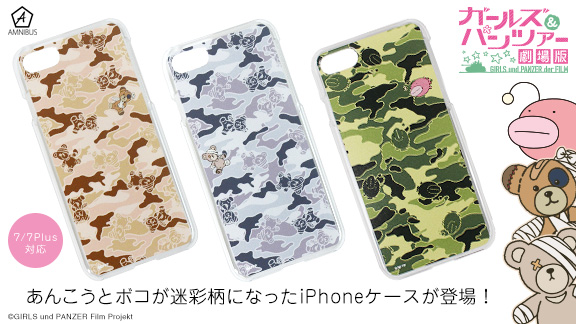 AMNIBUS
ガールズ&
パンツァー
劇場版
GIRLS und PANZER der FILM
7/7Plus
対応
あんこうとボコが迷彩柄になったiPhoneケースが登場！
©GIRLS und PANZER Film Projekt